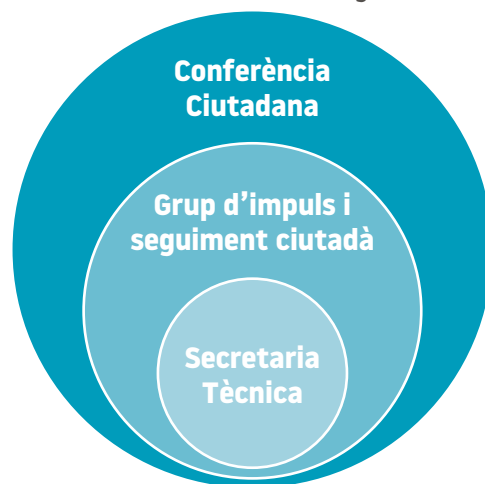 Conferència
Ciutadana
Grup d’impuls i
seguiment ciutadà
Secretaria
Tècnica